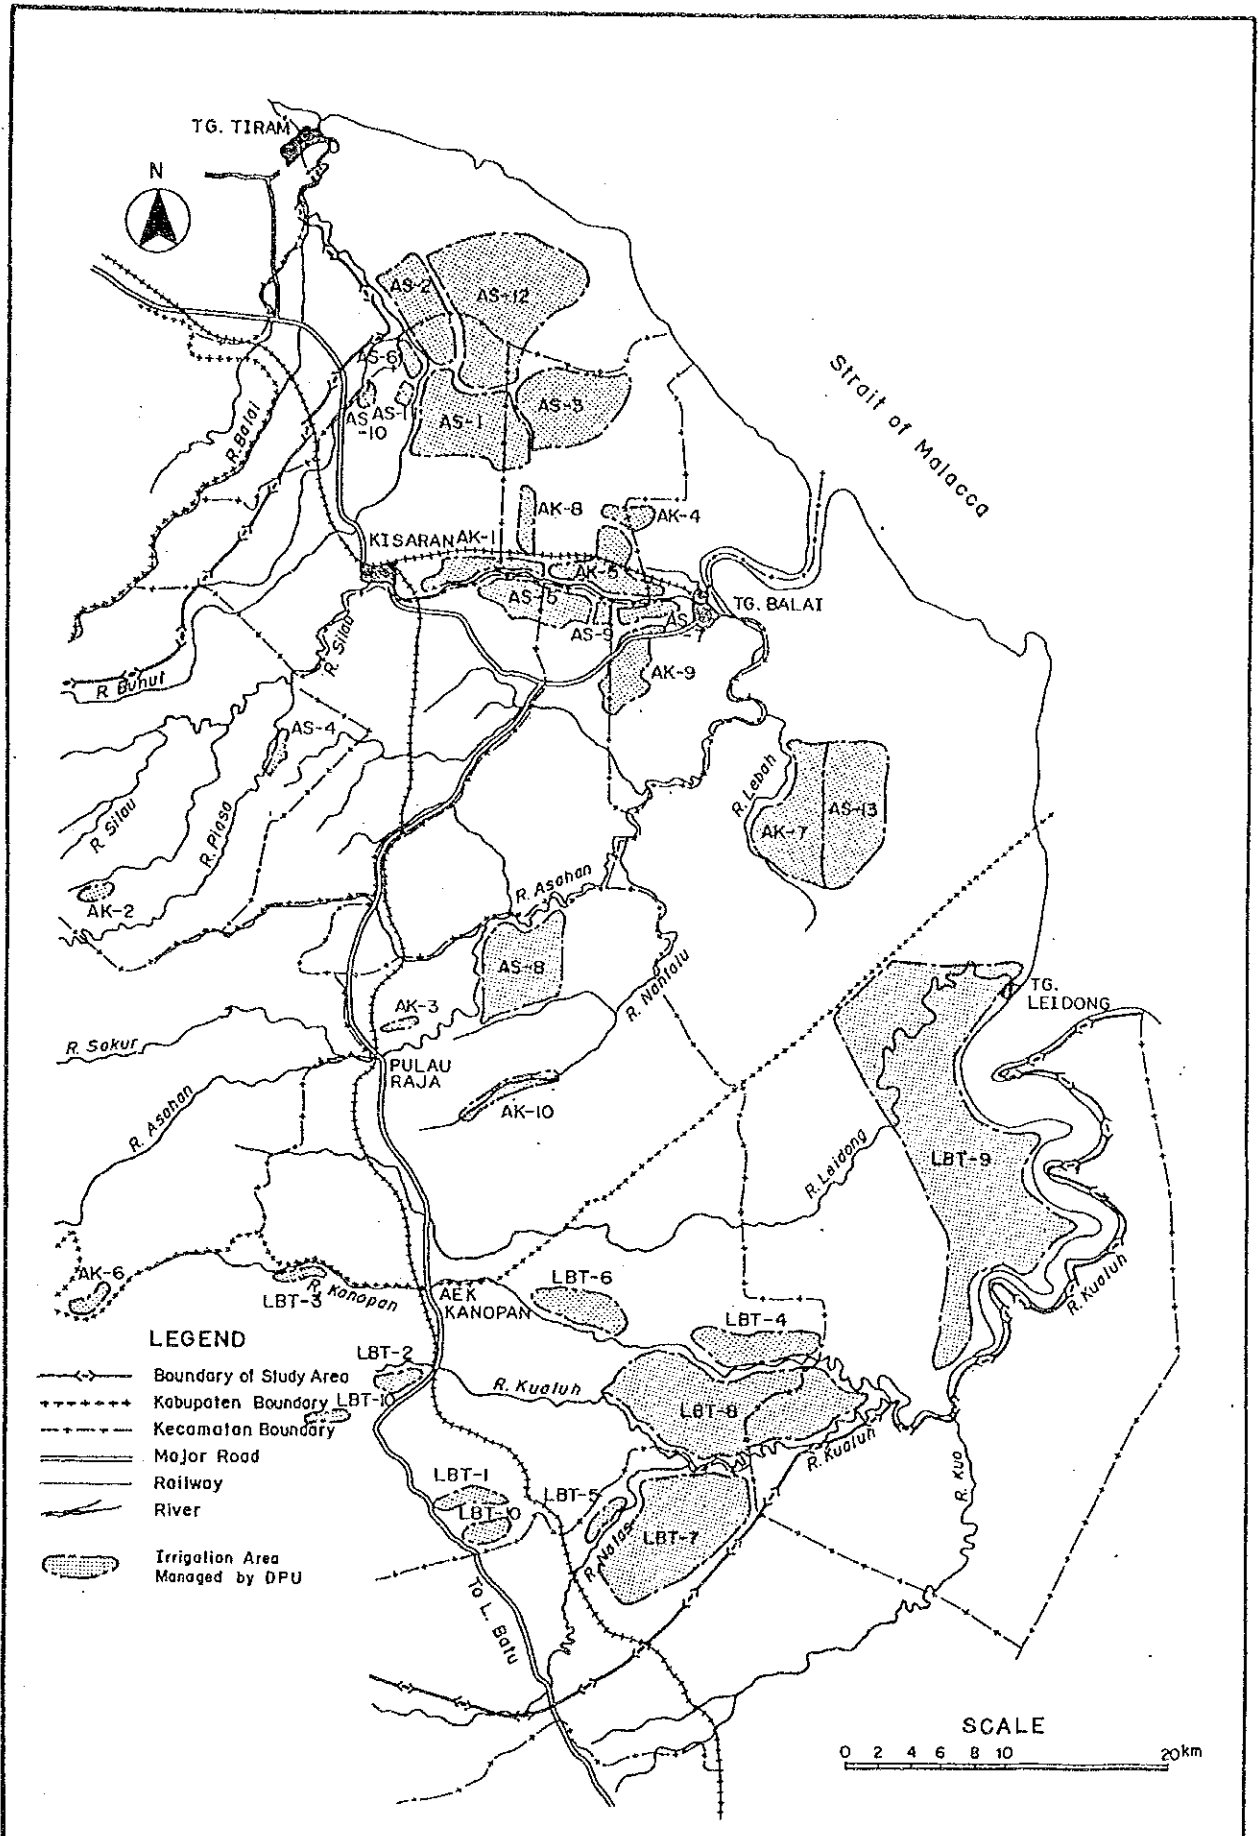 TG. TIRAM
N
AS-2
AS-12
AS-6
AS
-10
AS-1
AS-1
AS-3
R. Balai
Strait of Malacca
AK-8
AK-4
KISARAN
AK-1
AK-5
AS-15
TG. BALAI
AS-9
AS
-7
R. Silau
AK-9
R. Buhut
AS-4
R. Lebah
AS-13
R. Silau
R. Piasa
AK-7
AK-2
R. Asahan
AS-8
R. Nantalu
TG.
LEIDONG
AK-3
R. Sakur
PULAU
RAJA
R. Asahan
AK-10
R. Leidong
LBT-9
AK-6
LBT-3
R. Kanopan
AEK
KANOPAN
LBT-6
R. Kualuh
LBT-4
LEGEND
LBT-2
Boundary of Study Area
Kabupaten Boundary
LBT-10
R. Kualuh
LBT-8
Kecamatan Boundary
Major Road
R. Kualuh
Railway
LBT-1
R. Kuo
River
LBT-5
LBT-10
R. Natas
LBT-7
Irrigation Area
Managed by DPU
To L. Batu
SCALE
0 2 4 6 8 10 20km